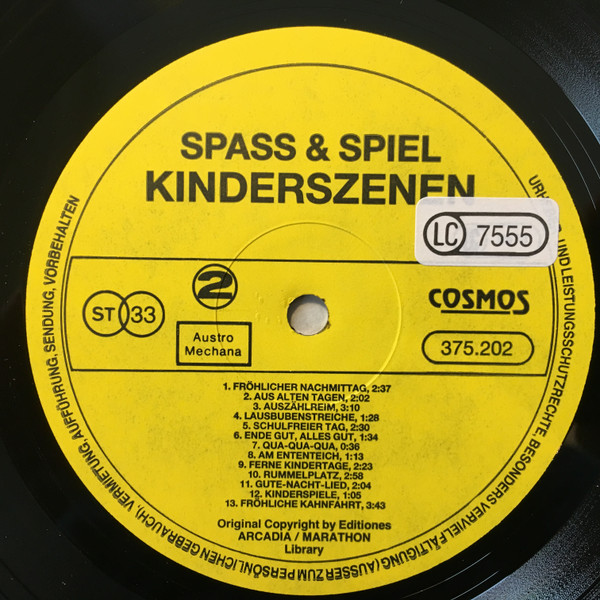 SPASS & SPIEL
KINDERSZENEN
LC 7555
ST 33
2
Austro
Mechana
COSMOS
375.202
1. FRÖHLICHER NACHMITTAG, 2:37
2. AUS ALTEN TAGEN, 2:02
3. AUSZÄHLREIM, 3:10
4. LAUSBUBENSTREICHE, 1:28
5. SCHULFREIER TAG, 2:30
6. ENDE GUT, ALLES GUT, 1:34
7. QUA-QUA-QUA, 0:36
8. AM ENTENTEICH, 1:13
9. FERNE KINDERTAGE, 2:23
10. RUMMELPLATZ, 2:58
11. GUTE-NACHT-LIED, 2:04
12. KINDERSPIELE, 1:05
13. FRÖHLICHE KAHNFAHRT, 3:43
Original Copyright by Editiones
ARCADIA / MARATHON
Library
UND LEISTUNGSSCHUTZRECHTE, BESONDERS VERVIELFÄLTIGUNG (AUSSER ZUM PERSÖNLICHEN GEBRAUCH), VERMIETUNG, AUFFÜHRUNG, SENDUNG, VORBEHALTEN